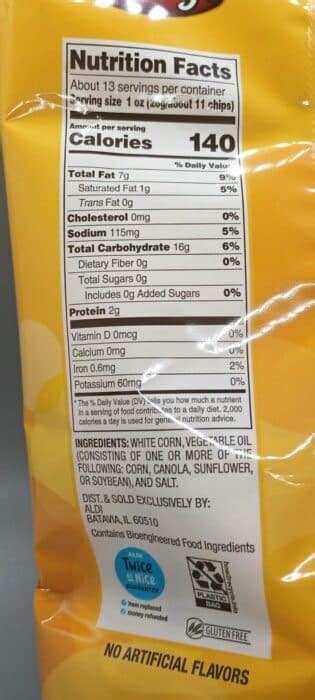 Nutrition Facts
About 13 servings per container
Serving size 1 oz (28g/about 11 chips)
Amount per serving
Calories 140
% Daily Value
Total Fat 7g 9%
Saturated Fat 1g 5%
Trans Fat 0g
Cholesterol 0mg 0%
Sodium 115mg 5%
Total Carbohydrate 16g 6%
Dietary Fiber 0g 0%
Total Sugars 0g
Includes 0g Added Sugars 0%
Protein 2g
Vitamin D 0mcg 0%
Calcium 0mg 0%
Iron 0.6mg 2%
Potassium 60mg 0%
*The % Daily Value (DV) tells you how much a nutrient
in a serving of food contributes to a daily diet. 2,000
calories a day is used for general nutrition advice.
INGREDIENTS: WHITE CORN, VEGETABLE OIL
(CONSISTING OF ONE OR MORE OF THE
FOLLOWING: CORN, CANOLA, SUNFLOWER,
OR SOYBEAN), AND SALT.
DIST. & SOLD EXCLUSIVELY BY:
ALDI
BATAVIA, IL 60510
Contains Bioengineered Food Ingredients
ALDI
TWICE
as NiCE
GUARANTEE
item replaced
money refunded
PLASTIC
BAG
GLUTEN FREE
NO ARTIFICIAL FLAVORS